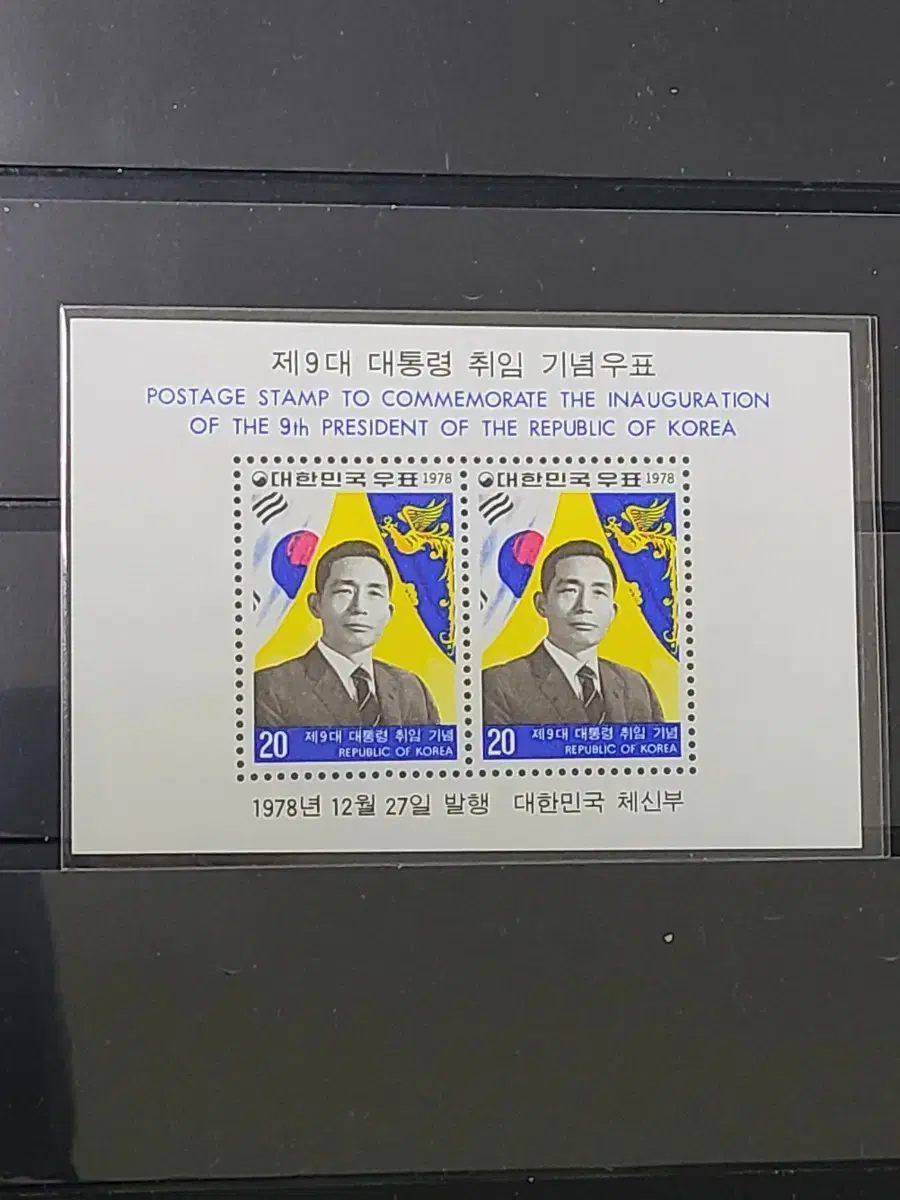 제9대 대통령 취임 기념우표
POSTAGE STAMP TO COMMEMORATE THE INAUGURATION
OF THE 9th PRESIDENT OF THE REPUBLIC OF KOREA
대한민국우표 1978
대한민국우표 1978
20 제9대 대통령 취임 기념
REPUBLIC OF KOREA
20 제9대 대통령 취임 기념
REPUBLIC OF KOREA
1978년 12월 27일 발행 대한민국 체신부